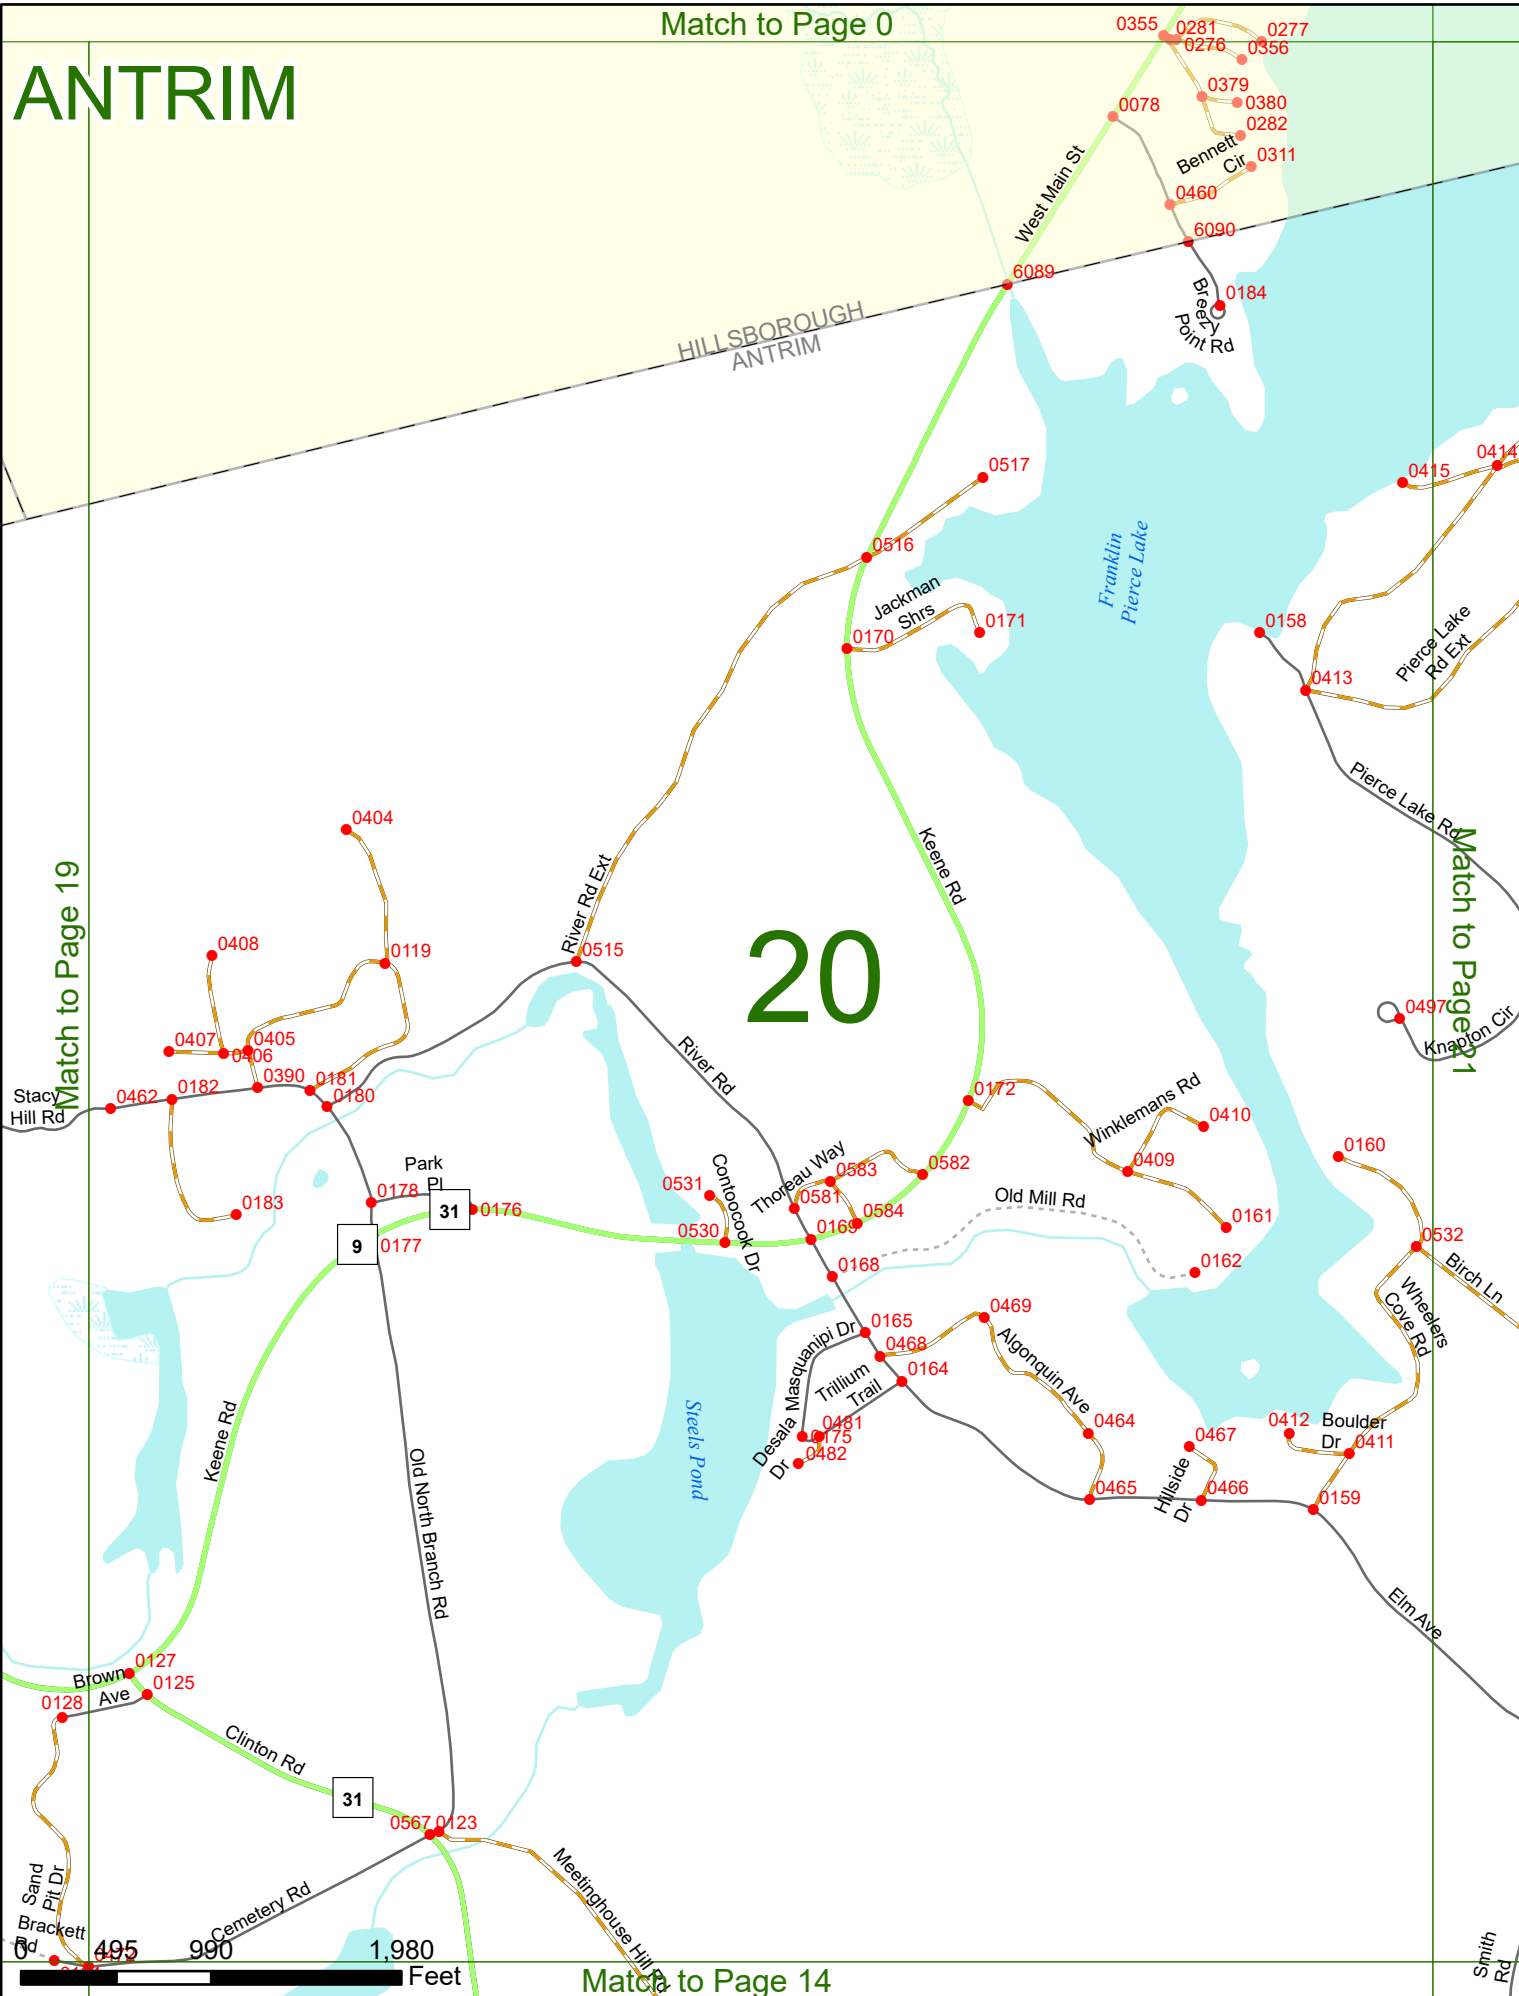 Match to Page 0
ANTRIM
0355
0281
0277
0276
0356
0379
0380
0078
0282
Bennett
Cir
0311
West Main St
0460
6090
6089
0184
Breezy
Point Rd
HILLSBOROUGH
ANTRIM
0517
0414
0415
0516
Franklin
Pierce Lake
Jackman
Shrs
0171
0170
0158
Pierce Lake
Rd Ext
0413
Pierce Lake Rd
0404
Keene Rd
Match to Page 19
Match to Page 21
River Rd Ext
0408
0119
0515
20
0497
Knapton Cir
0407
0405
0406
River Rd
0390
0181
0182
0180
0462
Stacy
Hill Rd
0172
Winklemans Rd
0410
0409
0160
Park
Pl
0178
31
0176
0183
9
0177
0531
Contoocook Dr
0530
Thoreau Way
0583
0582
0581
0584
0169
Old Mill Rd
0161
0532
0168
0162
Birch Ln
Wheelers
Cove Rd
0469
0165
0468
Masquanipi Dr
Trillium
Trail
0164
Algonquin Ave
Keene Rd
Steels Pond
Desala
Dr
0481
0175
0482
0464
0467
0412
Boulder
Dr
0411
Old North Branch Rd
0465
Hillside
Dr
0466
0159
Elm Ave
0127
Brown
Ave
0125
0128
Clinton Rd
31
0567
0123
Sand
Pit Dr
Meetinghouse Hill Rd
Cemetery Rd
Brackett
Rd
0472
0
495
990
1,980
Feet
Match to Page 14
Smith
Rd